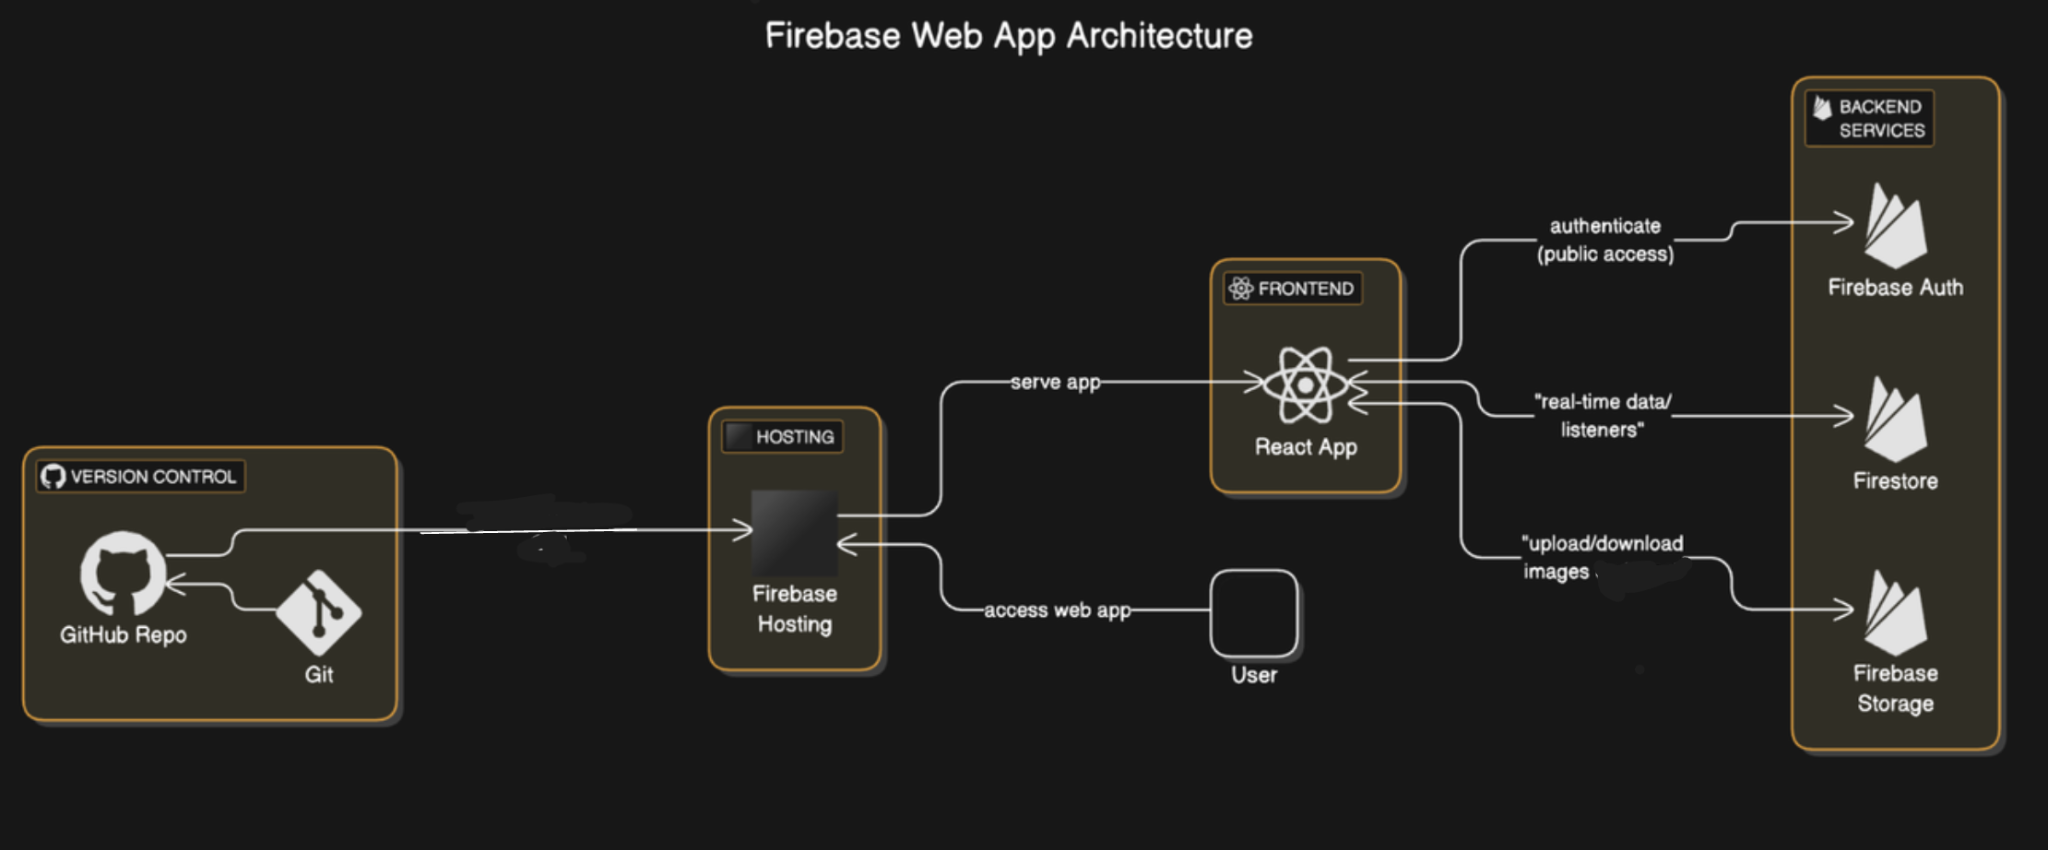 Firebase Web App Architecture
VERSION CONTROL
GitHub Repo
Git
HOSTING
Firebase
Hosting
serve app
access web app
User
FRONTEND
React App
authenticate
(public access)
"real-time data/
listeners"
"upload/download
images
BACKEND
SERVICES
Firebase Auth
Firestore
Firebase
Storage